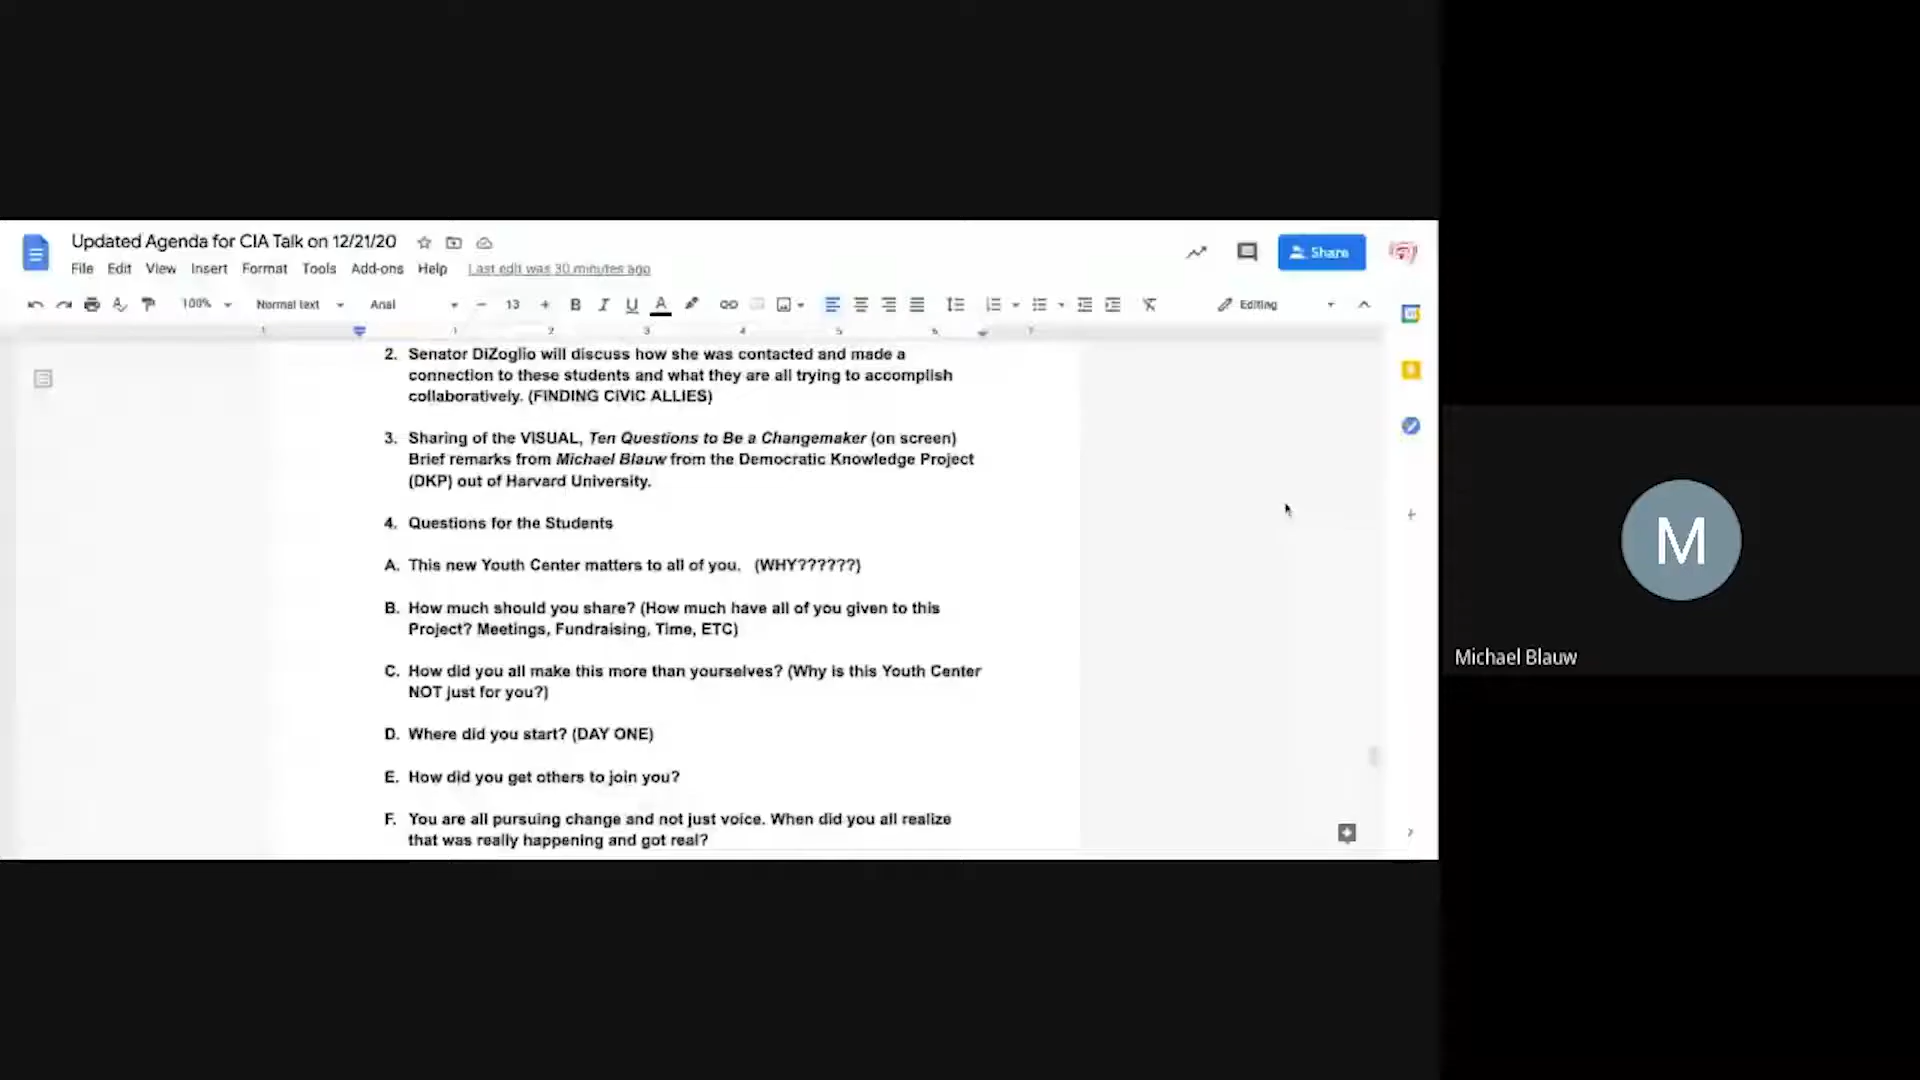 Updated Agenda for CIA Talk on 12/21/20
File Edit View Insert Format Tools Add-ons Help Last edit was 30 minutes ago
Share
100% Normal text Arial 13 B I U A Editing
1 1 2 3 4 5 6 7
2. Senator DiZoglio will discuss how she was contacted and made a
connection to these students and what they are all trying to accomplish
collaboratively. (FINDING CIVIC ALLIES)
3. Sharing of the VISUAL, Ten Questions to Be a Changemaker (on screen)
Brief remarks from Michael Blauw from the Democratic Knowledge Project
(DKP) out of Harvard University.
4. Questions for the Students
A. This new Youth Center matters to all of you. (WHY??????)
B. How much should you share? (How much have all of you given to this
Project? Meetings, Fundraising, Time, ETC)
C. How did you all make this more than yourselves? (Why is this Youth Center
NOT just for you?)
D. Where did you start? (DAY ONE)
E. How did you get others to join you?
F. You are all pursuing change and not just voice. When did you all realize
that was really happening and got real?
M
Michael Blauw